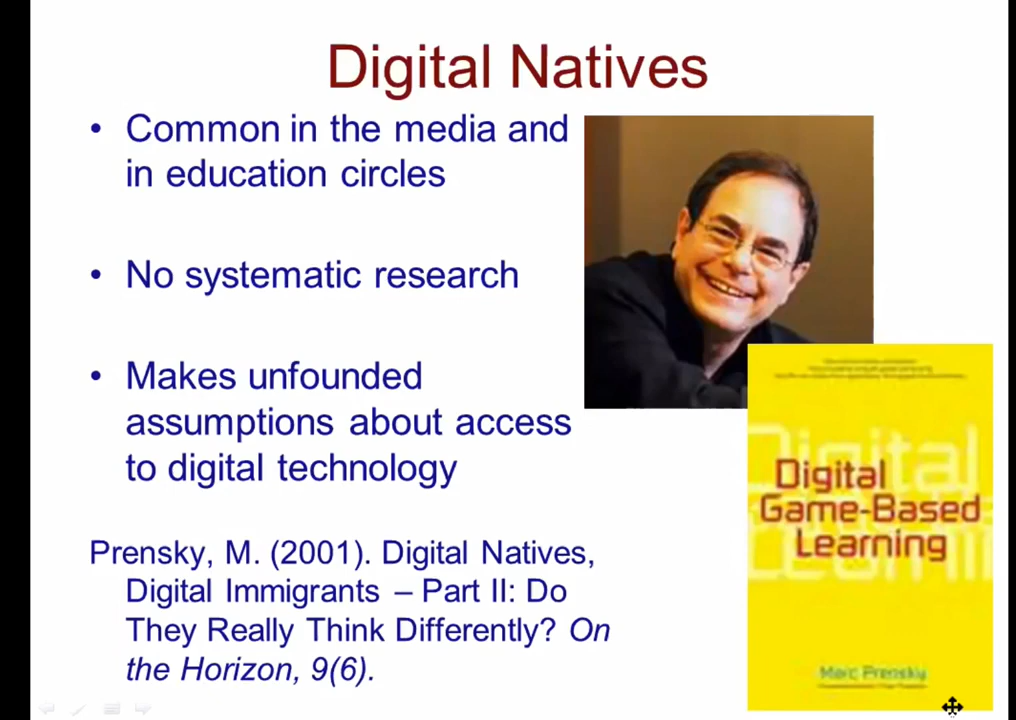 Digital Natives
• Common in the media and
in education circles
• No systematic research
• Makes unfounded
assumptions about access
to digital technology
Prensky, M. (2001). Digital Natives,
Digital Immigrants – Part II: Do
They Really Think Differently? On
the Horizon, 9(6).
Digital
Game-Based
Learning
Marc Prensky